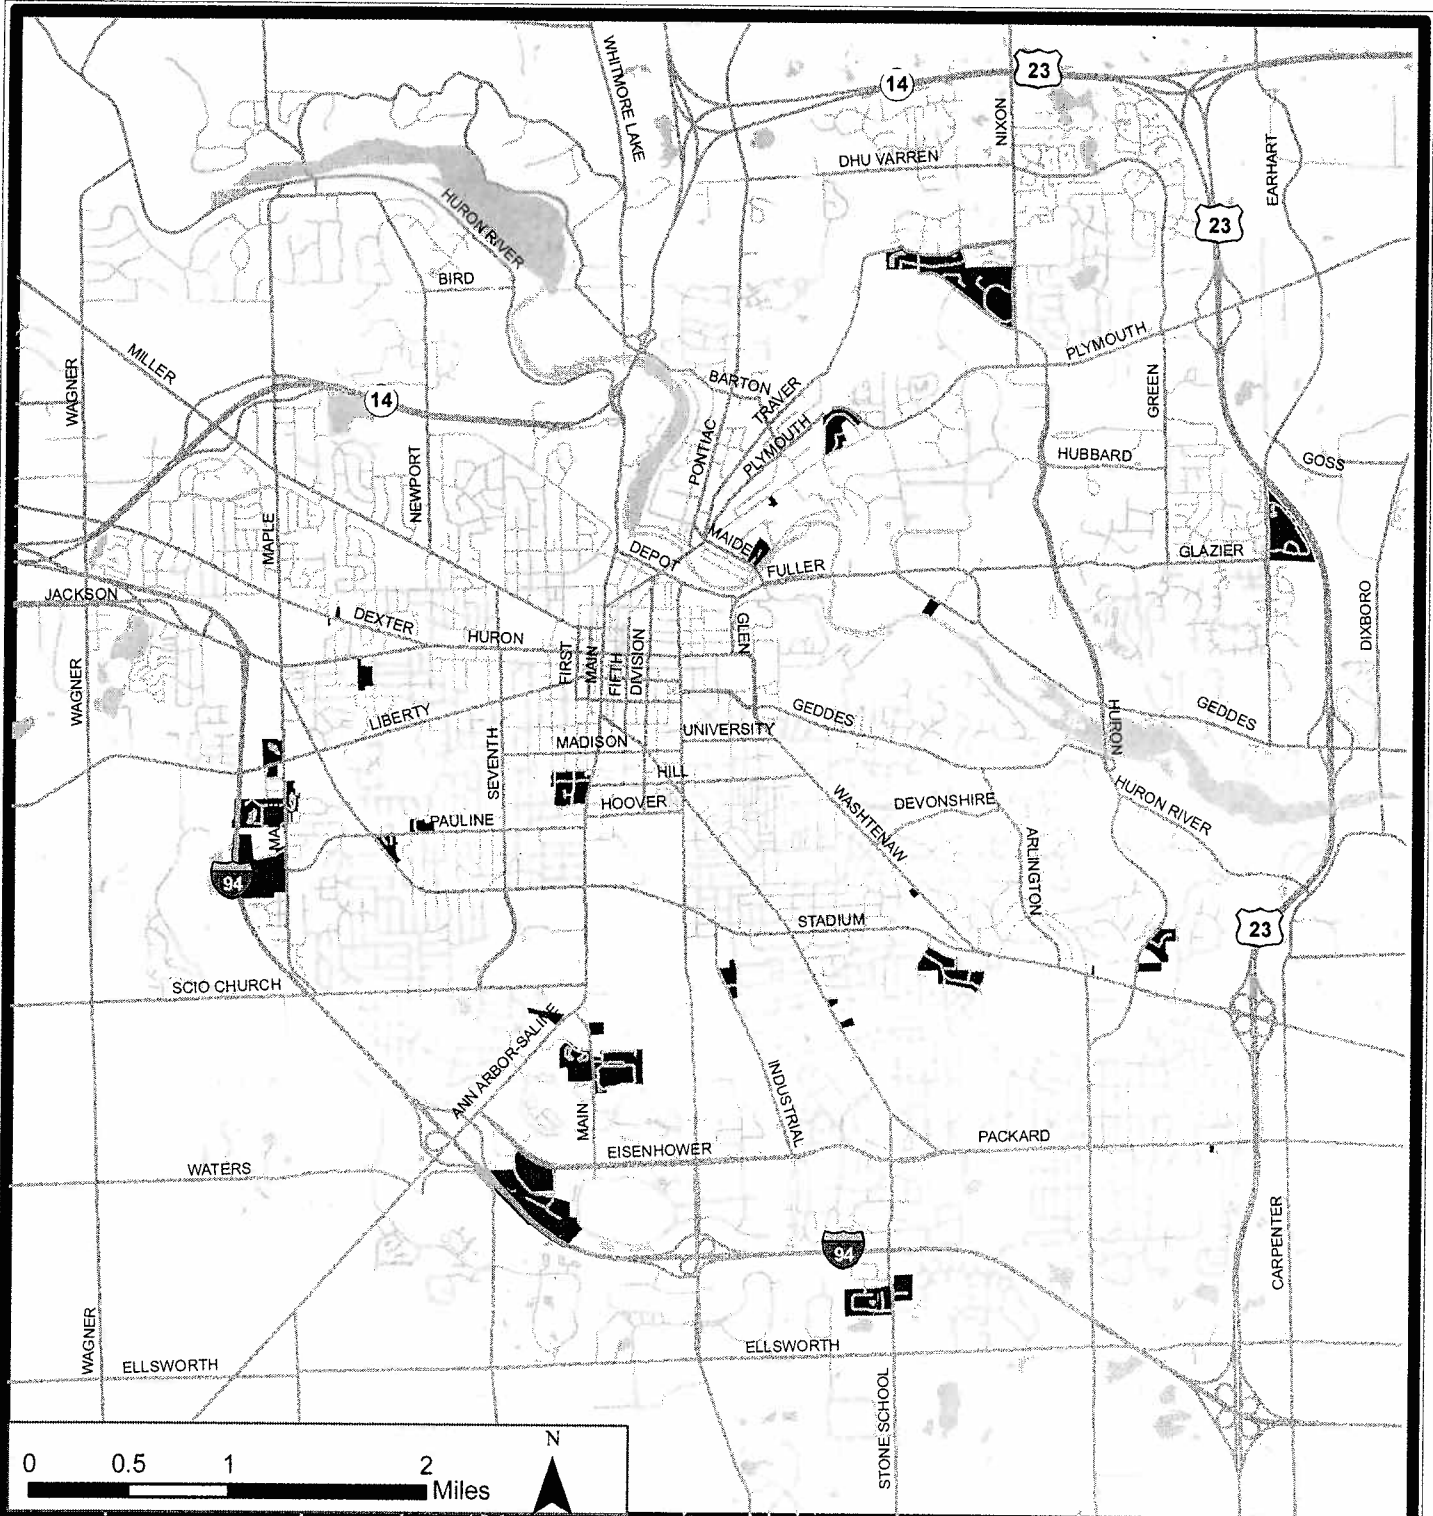 WHITMORE LAKE
14
23
NIXON
DHU VARREN
EARHART
23
HURON RIVER
BIRD
WAGNER
MILLER
14
BARTON
TRAVER
PLYMOUTH
PLYMOUTH
GREEN
PONTIAC
NEWPORT
HUBBARD
GOSS
MAPLE
MAIDE
DEPOT
FULLER
GLAZIER
JACKSON
DEXTER
HURON
GLEN
DIXBORO
FIRST
MAIN
FIFTH
DIVISION
WAGNER
LIBERTY
GEDDES
GEDDES
UNIVERSITY
MADISON
HURON
SEVENTH
HILL
HOOVER
WASHTENAW
DEVONSHIRE
HURON RIVER
PAULINE
MA
ARLINGTON
94
STADIUM
23
SCIO CHURCH
ANN ARBOR-SALINE
INDUSTRIAL
MAIN
EISENHOWER
PACKARD
WATERS
CARPENTER
94
WAGNER
ELLSWORTH
ELLSWORTH
STONE SCHOOL
N
0 0.5 1 2
Miles